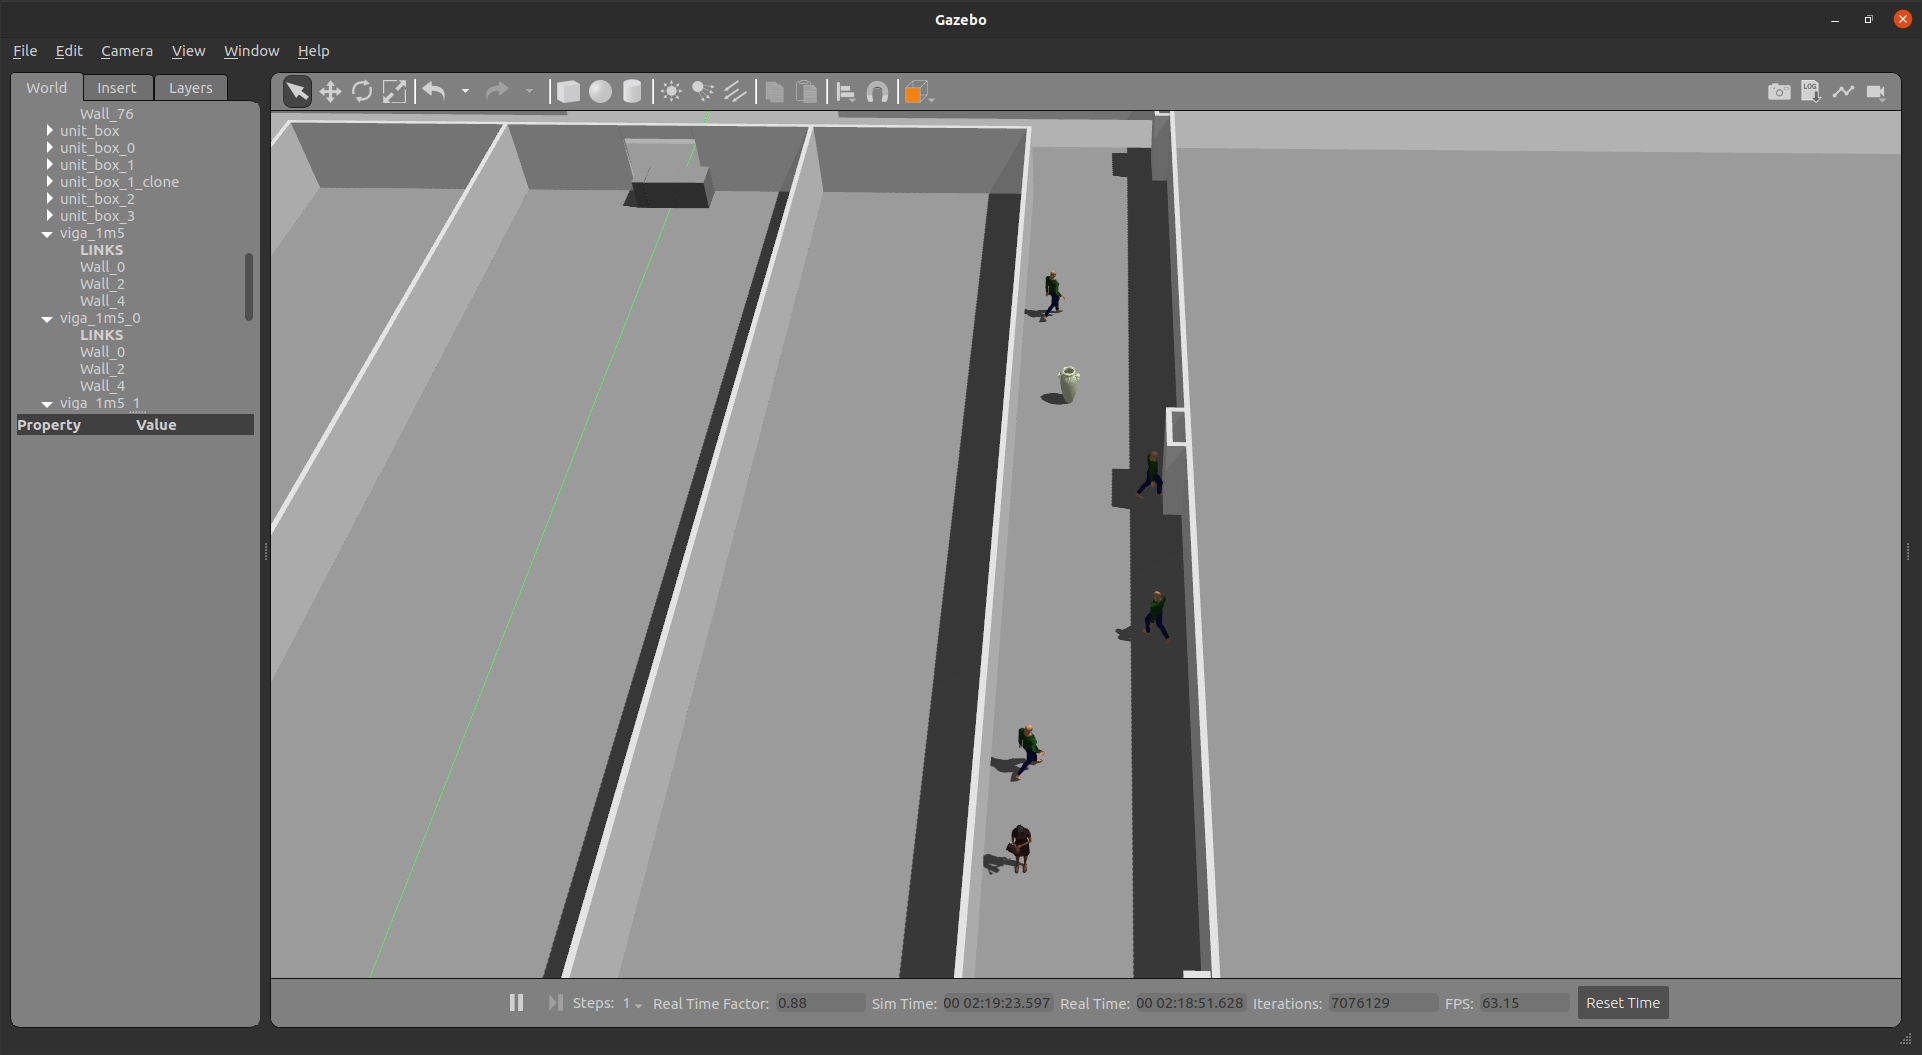 Gazebo
File Edit Camera View Window Help
World Insert Layers
LOG
Wall_76
unit_box
unit_box_0
unit_box_1
unit_box_1_clone
unit_box_2
unit_box_3
viga_1m5
LINKS
Wall_0
Wall_2
Wall_4
viga_1m5_0
LINKS
Wall_0
Wall_2
Wall_4
viga_1m5_1
Property Value
Steps: 1 Real Time Factor: 0.88 Sim Time: 00 02:19:23.597 Real Time: 00 02:18:51.628 Iterations: 7076129 FPS: 63.15 Reset Time